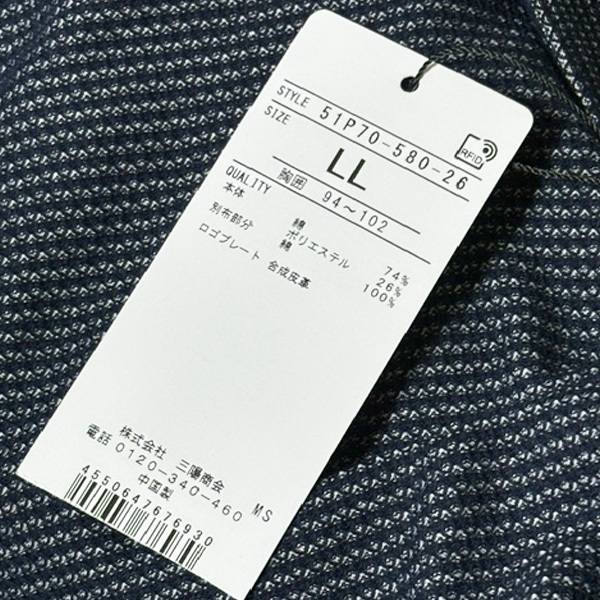 STYLE 51P70-580-26
SIZE
RFID
LL
胸囲 94～102
QUALITY
本体 綿 74%
ポリエステル 26%
別布部分 綿 100%
ロゴプレート 合成皮革
株式会社 三陽商会
電話 0120-340-460 MS
中国製
4550647676930